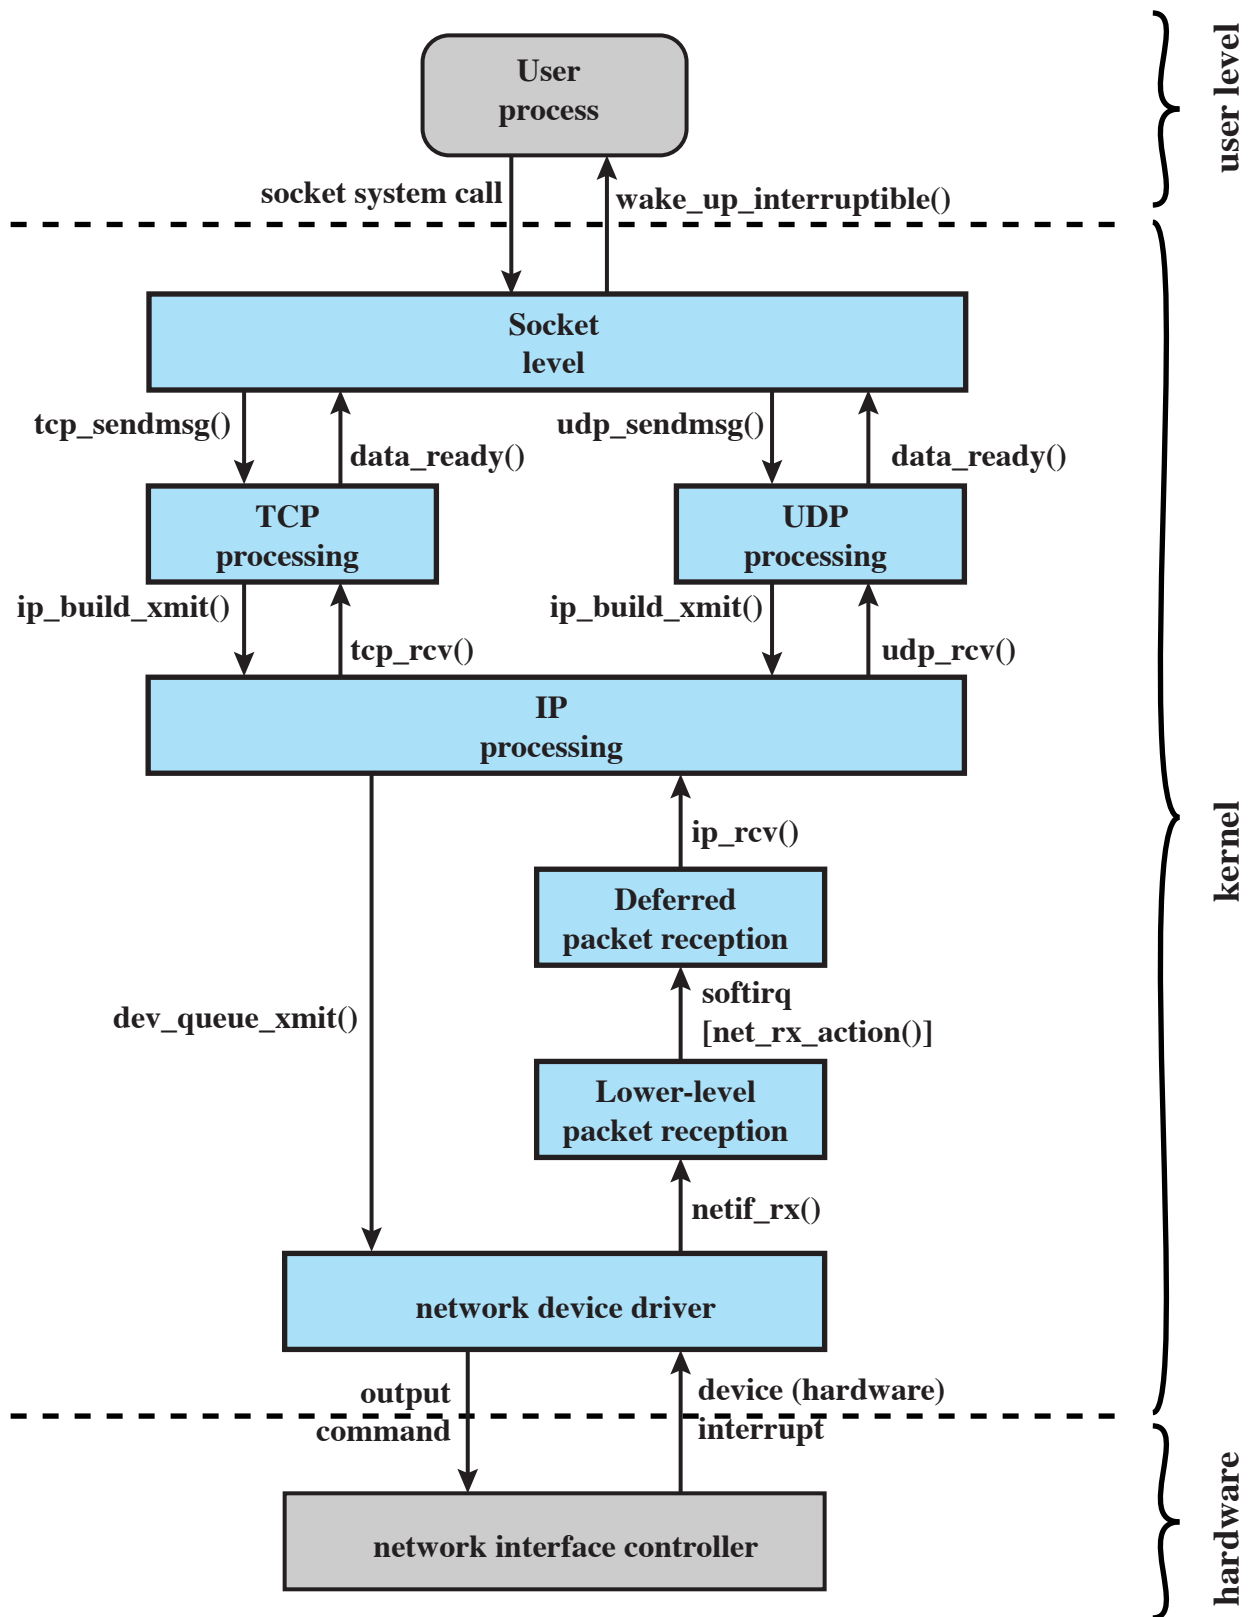 User
process
user level
socket system call
wake_up_interruptible()
Socket
level
tcp_sendmsg()
udp_sendmsg()
data_ready()
data_ready()
TCP
processing
UDP
processing
ip_build_xmit()
ip_build_xmit()
tcp_rcv()
udp_rcv()
IP
processing
ip_rcv()
kernel
Deferred
packet reception
softirq
[net_rx_action()]
dev_queue_xmit()
Lower-level
packet reception
netif_rx()
network device driver
output
command
device (hardware)
interrupt
network interface controller
hardware